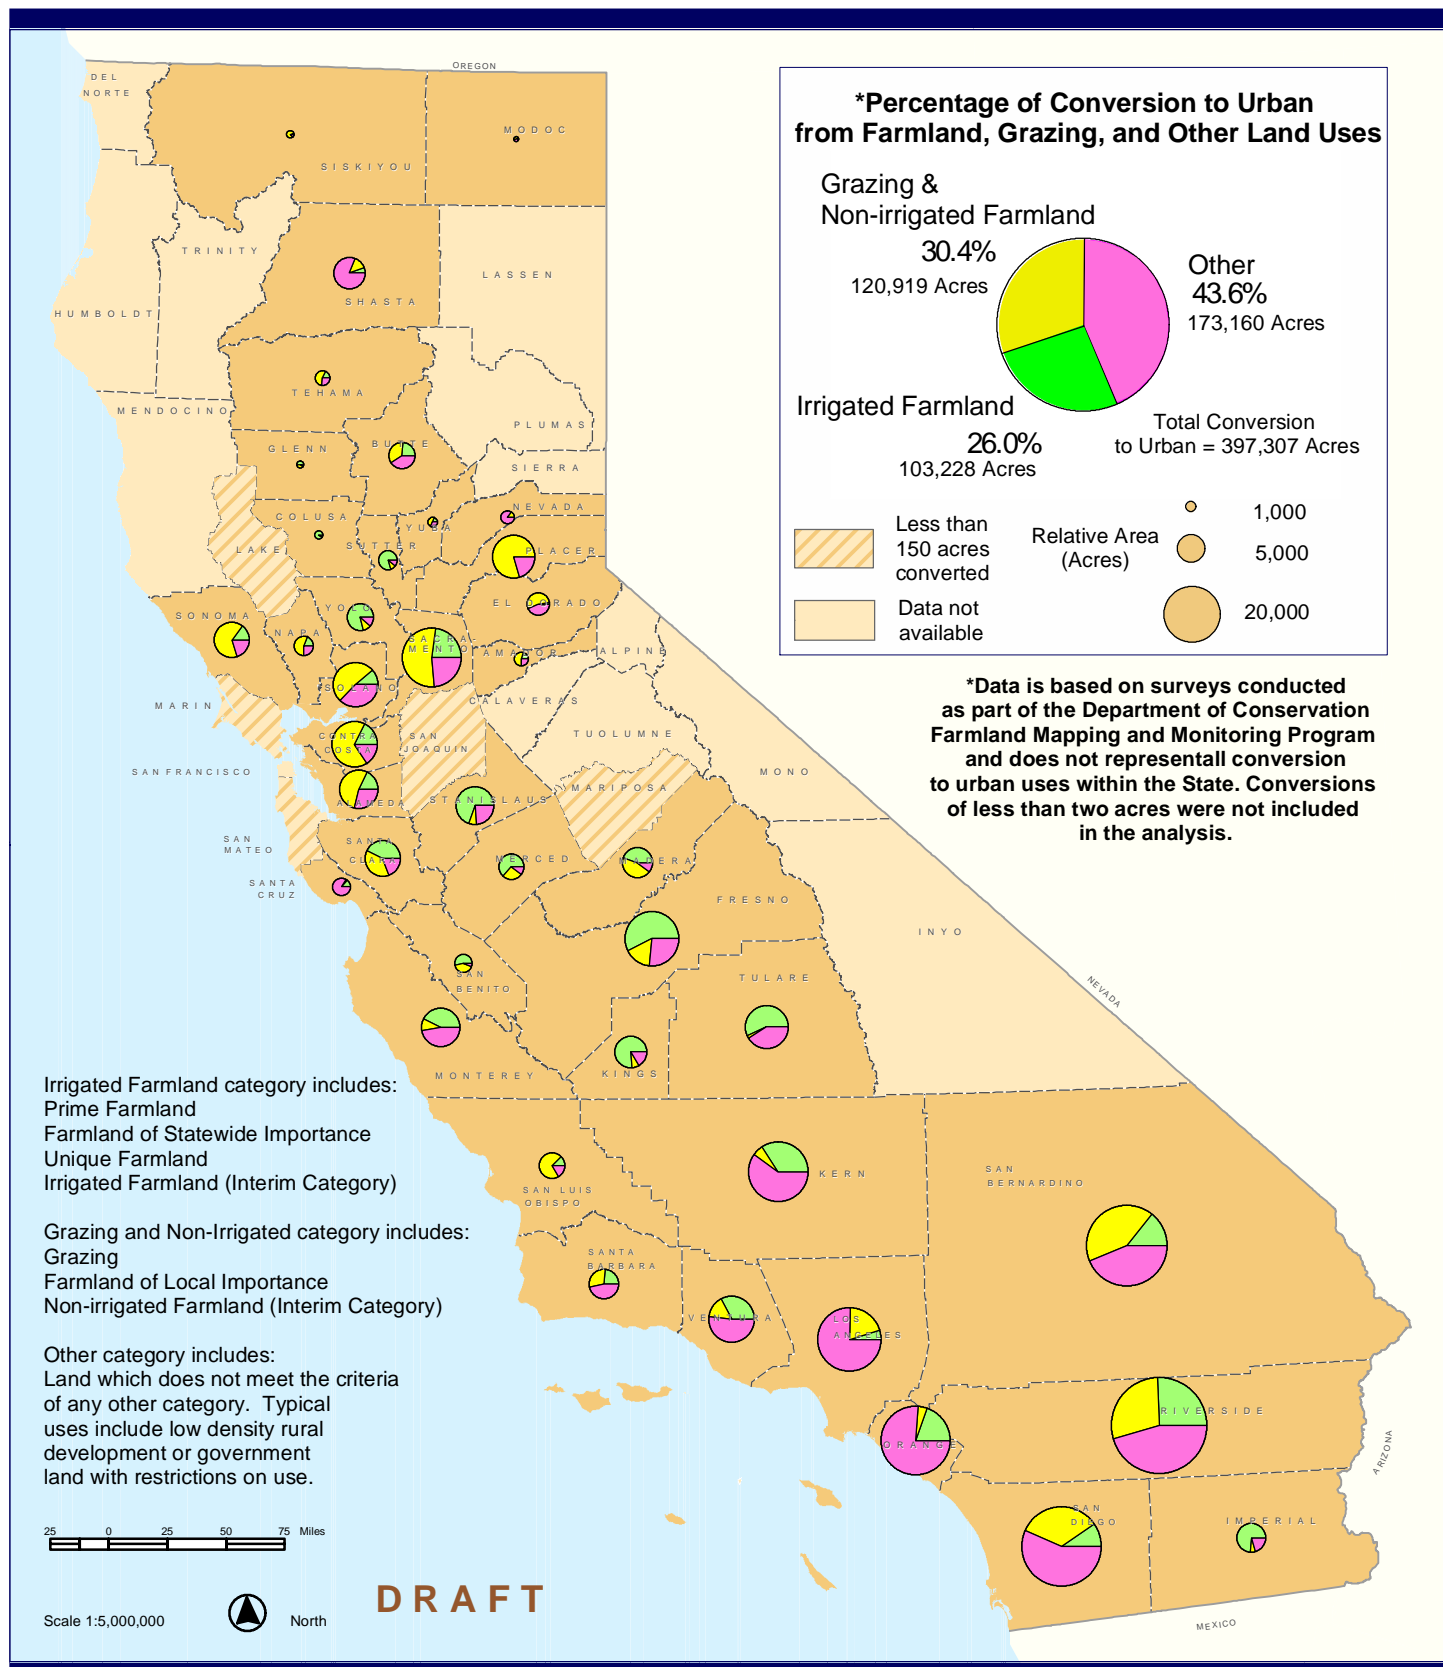 *Percentage of Conversion to Urban
from Farmland, Grazing, and Other Land Uses
Grazing &
Non-irrigated Farmland
30.4%
120,919 Acres
Other
43.6%
173,160 Acres
Irrigated Farmland
26.0%
103,228 Acres
Total Conversion
to Urban = 397,307 Acres
Less than
150 acres
converted
Data not
available
Relative Area
(Acres)
1,000
5,000
20,000
*Data is based on surveys conducted
as part of the Department of Conservation
Farmland Mapping and Monitoring Program
and does not representall conversion
to urban uses within the State. Conversions
of less than two acres were not included
in the analysis.
OREGON
DEL
NORTE
SISKIYOU
MODOC
TRINITY
HUMBOLDT
SHASTA
LASSEN
TEHAMA
MENDOCINO
PLUMAS
GLENN
BUTTE
SIERRA
COLUSA
YUBA
NEVADA
LAKE
SUTTER
PLACER
SONOMA
NAPA
YOLO
EL DORADO
SACRA-
MENTO
AMADOR
ALPINE
SOLANO
MARIN
CALAVERAS
CONTRA
COSTA
SAN
JOAQUIN
TUOLUMNE
MONO
SAN FRANCISCO
ALAMEDA
STANISLAUS
MARIPOSA
SAN
MATEO
SANTA
CLARA
MERCED
MADERA
SANTA
CRUZ
FRESNO
INYO
SAN
BENITO
TULARE
NEVADA
MONTEREY
KINGS
SAN LUIS
OBISPO
KERN
SAN
BERNARDINO
SANTA
BARBARA
VENTURA
LOS
ANGELES
ORANGE
RIVERSIDE
ARIZONA
SAN
DIEGO
IMPERIAL
MEXICO
Irrigated Farmland category includes:
Prime Farmland
Farmland of Statewide Importance
Unique Farmland
Irrigated Farmland (Interim Category)
Grazing and Non-Irrigated category includes:
Grazing
Farmland of Local Importance
Non-irrigated Farmland (Interim Category)
Other category includes:
Land which does not meet the criteria
of any other category. Typical
uses include low density rural
development or government
land with restrictions on use.
25 0 25 50 75 Miles
Scale 1:5,000,000
North
DRAFT